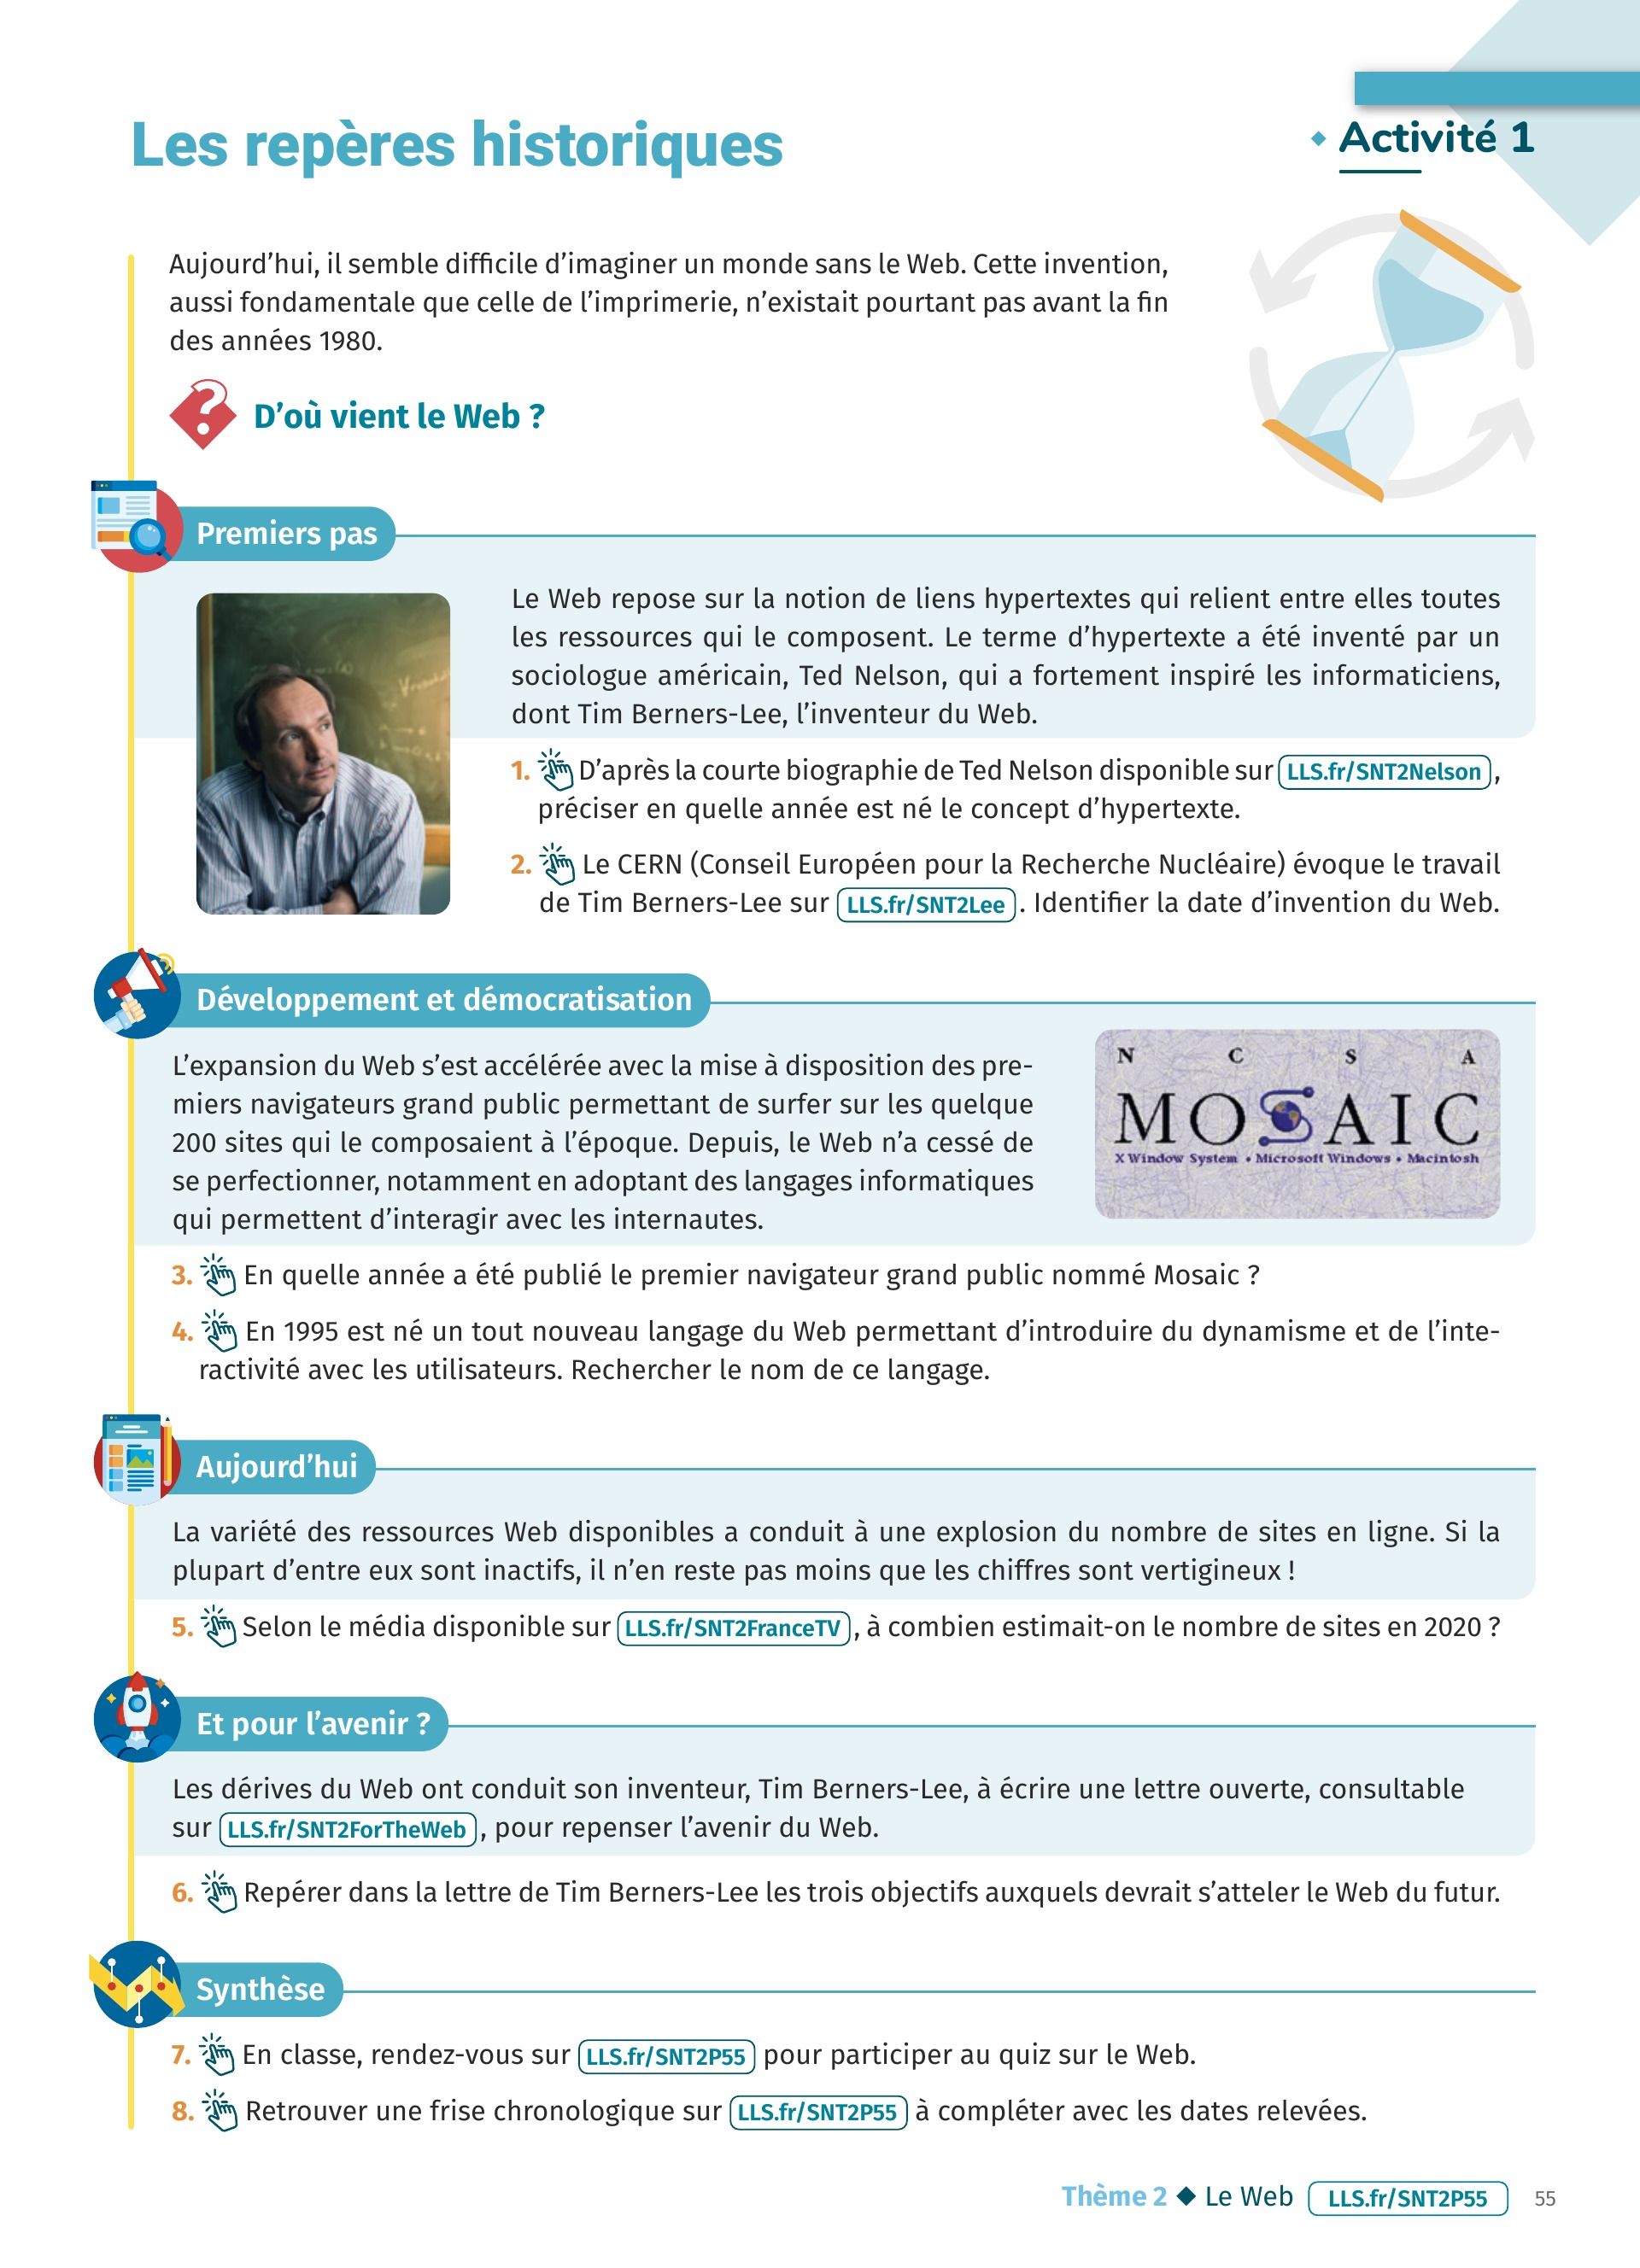 Les repères historiques
Activité 1
Aujourd’hui, il semble difficile d’imaginer un monde sans le Web. Cette invention,
aussi fondamentale que celle de l’imprimerie, n’existait pourtant pas avant la fin
des années 1980.
? D’où vient le Web ?
Premiers pas
Le Web repose sur la notion de liens hypertextes qui relient entre elles toutes
les ressources qui le composent. Le terme d’hypertexte a été inventé par un
sociologue américain, Ted Nelson, qui a fortement inspiré les informaticiens,
dont Tim Berners-Lee, l’inventeur du Web.
1. D’après la courte biographie de Ted Nelson disponible sur LLS.fr/SNT2Nelson ,
préciser en quelle année est né le concept d’hypertexte.
2. Le CERN (Conseil Européen pour la Recherche Nucléaire) évoque le travail
de Tim Berners-Lee sur LLS.fr/SNT2Lee . Identifier la date d’invention du Web.
Développement et démocratisation
L’expansion du Web s’est accélérée avec la mise à disposition des pre-
miers navigateurs grand public permettant de surfer sur les quelque
200 sites qui le composaient à l’époque. Depuis, le Web n’a cessé de
se perfectionner, notamment en adoptant des langages informatiques
qui permettent d’interagir avec les internautes.
N C S A
MOSAIC
X Window System • Microsoft Windows • Macintosh
3. En quelle année a été publié le premier navigateur grand public nommé Mosaic ?
4. En 1995 est né un tout nouveau langage du Web permettant d’introduire du dynamisme et de l’inte-
ractivité avec les utilisateurs. Rechercher le nom de ce langage.
Aujourd’hui
La variété des ressources Web disponibles a conduit à une explosion du nombre de sites en ligne. Si la
plupart d’entre eux sont inactifs, il n’en reste pas moins que les chiffres sont vertigineux !
5. Selon le média disponible sur LLS.fr/SNT2FranceTV , à combien estimait-on le nombre de sites en 2020 ?
Et pour l’avenir ?
Les dérives du Web ont conduit son inventeur, Tim Berners-Lee, à écrire une lettre ouverte, consultable
sur LLS.fr/SNT2ForTheWeb , pour repenser l’avenir du Web.
6. Repérer dans la lettre de Tim Berners-Lee les trois objectifs auxquels devrait s’atteler le Web du futur.
Synthèse
7. En classe, rendez-vous sur LLS.fr/SNT2P55 pour participer au quiz sur le Web.
8. Retrouver une frise chronologique sur LLS.fr/SNT2P55 à compléter avec les dates relevées.
Thème 2 ◆ Le Web LLS.fr/SNT2P55 55